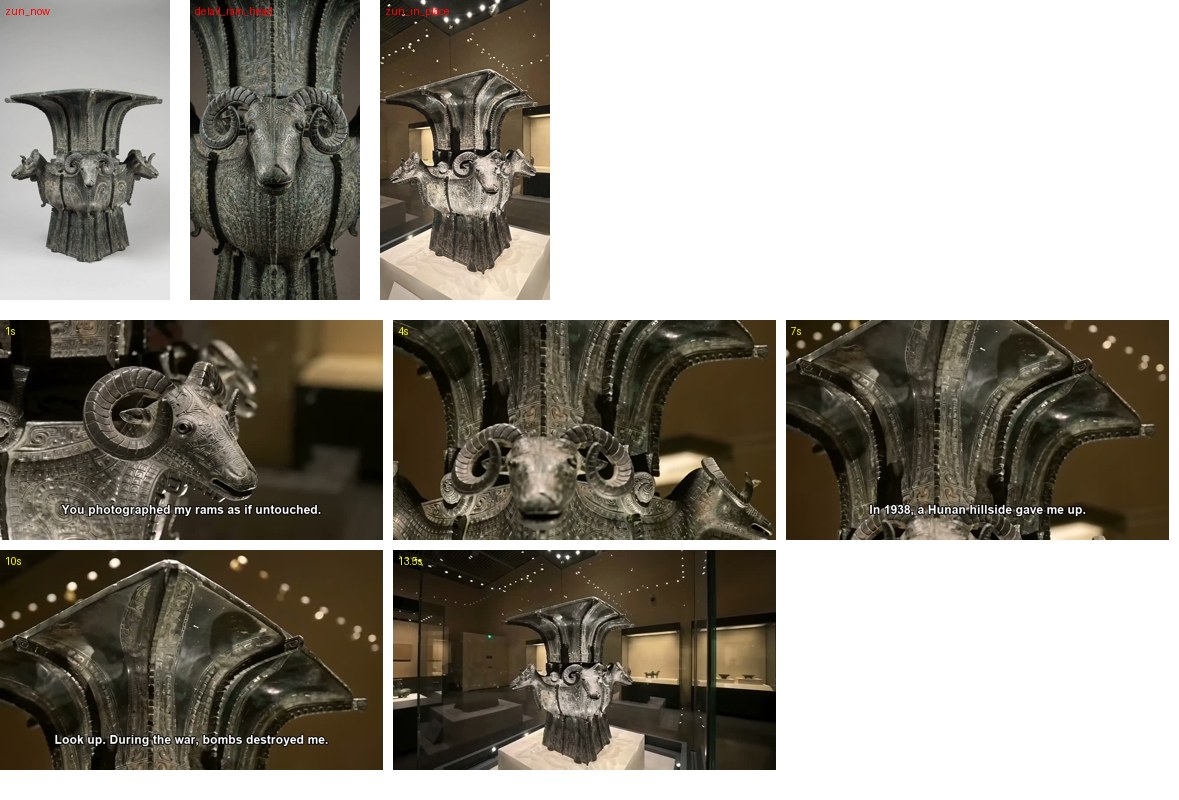 zun_now
detail_ram_head
zun_in_place
1s
You photographed my rams as if untouched.
4s
7s
In 1938, a Hunan hillside gave me up.
10s
Look up. During the war, bombs destroyed me.
13.5s